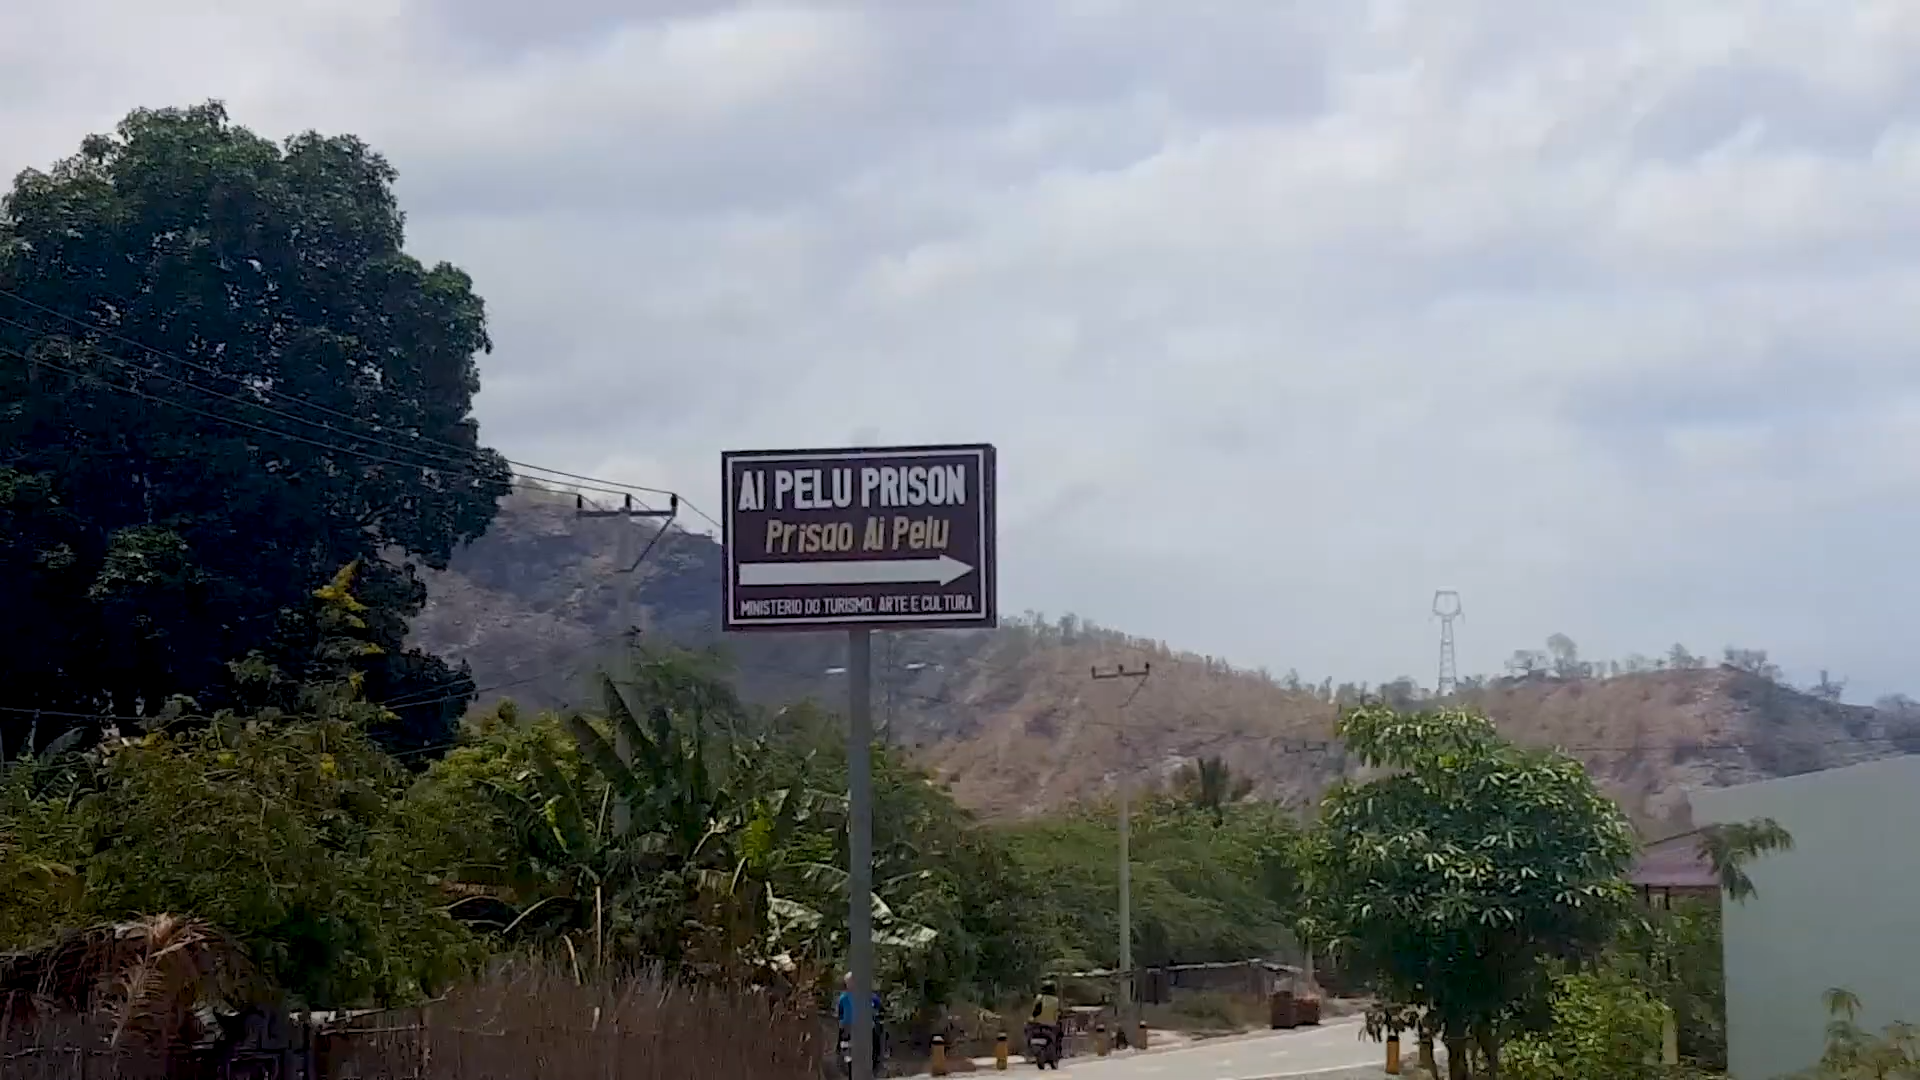 AI PELU PRISON
Prisao Ai Pelu
MINISTERIO DO TURISMO, ARTE E CULTURA